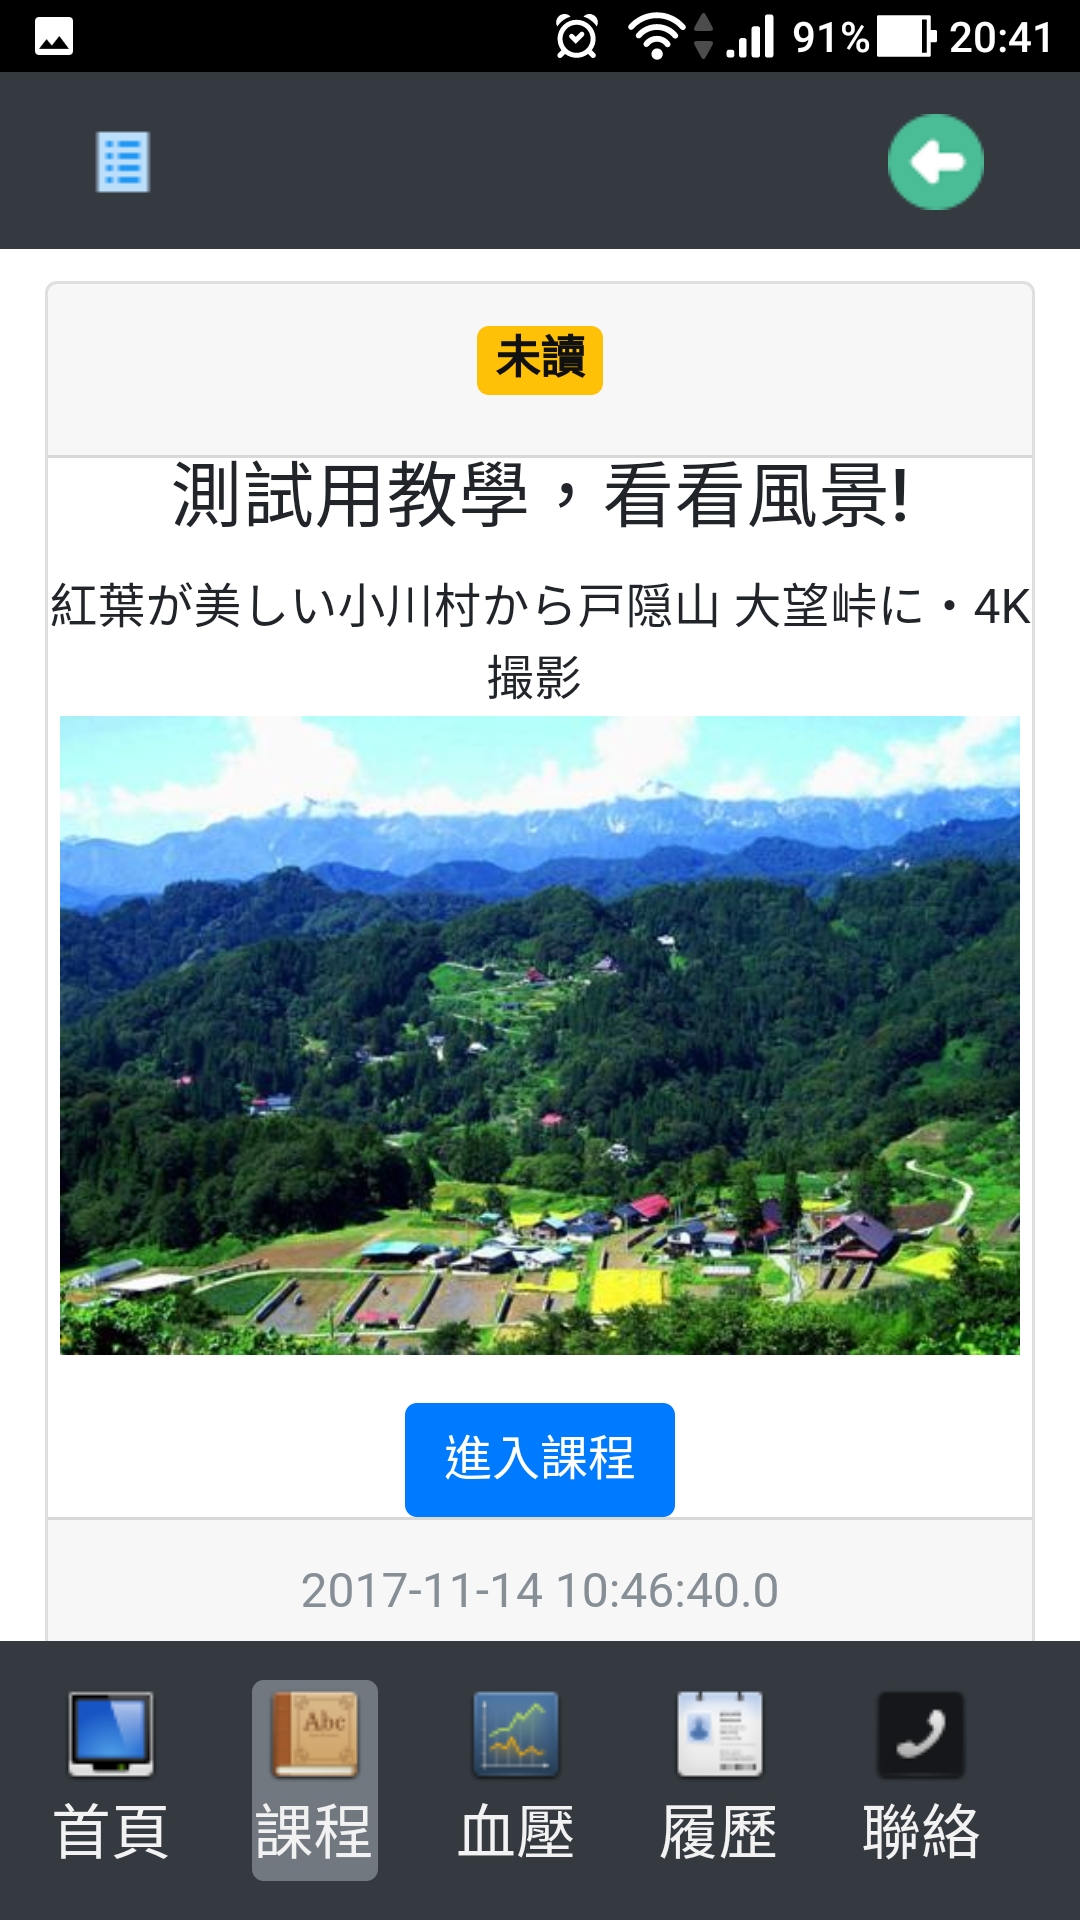 91% 20:41
未讀
測試用教學，看看風景!
紅葉が美しい小川村から戸隠山 大望峠に・4K
撮影
進入課程
2017-11-14 10:46:40.0
Abc
首頁 課程 血壓 履歷 聯絡